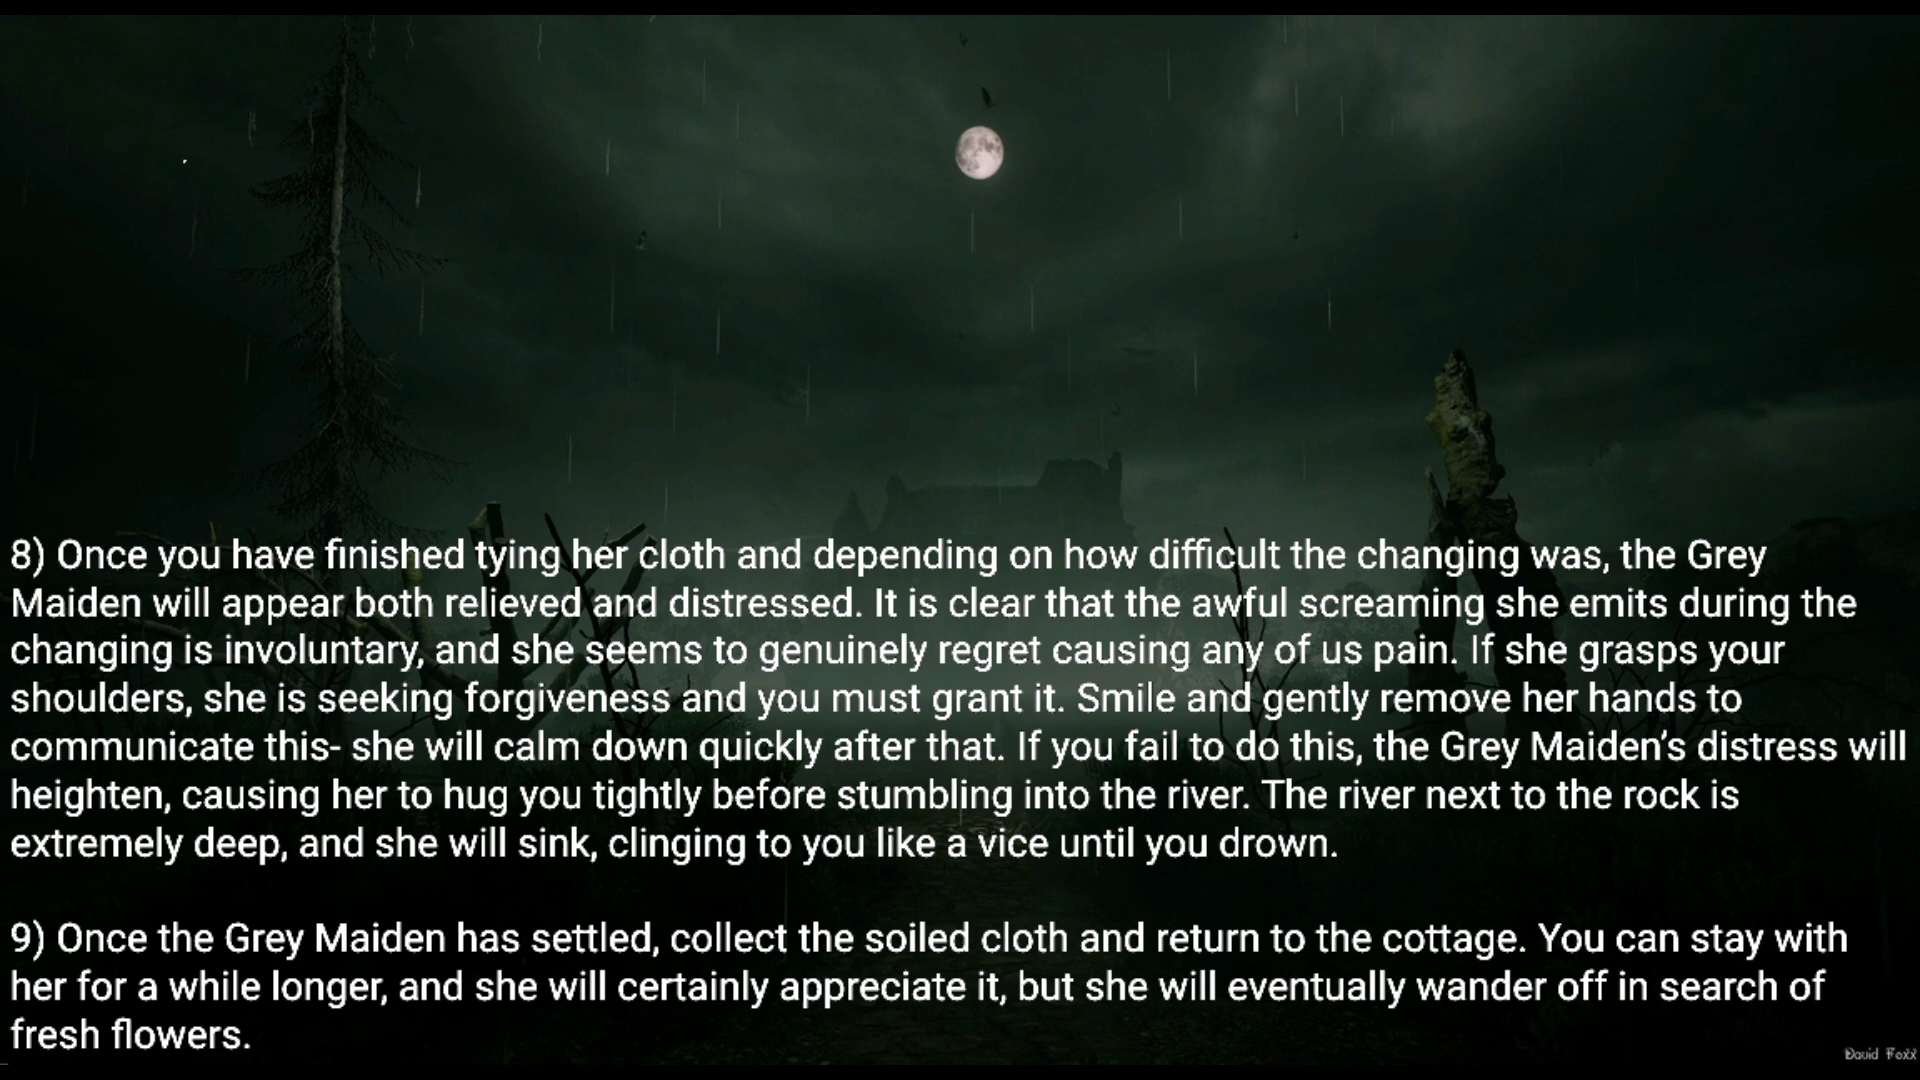 8) Once you have finished tying her cloth and depending on how difficult the changing was, the Grey
Maiden will appear both relieved and distressed. It is clear that the awful screaming she emits during the
changing is involuntary, and she seems to genuinely regret causing any of us pain. If she grasps your
shoulders, she is seeking forgiveness and you must grant it. Smile and gently remove her hands to
communicate this- she will calm down quickly after that. If you fail to do this, the Grey Maiden’s distress will
heighten, causing her to hug you tightly before stumbling into the river. The river next to the rock is
extremely deep, and she will sink, clinging to you like a vice until you drown.
9) Once the Grey Maiden has settled, collect the soiled cloth and return to the cottage. You can stay with
her for a while longer, and she will certainly appreciate it, but she will eventually wander off in search of
fresh flowers.
David Foxx